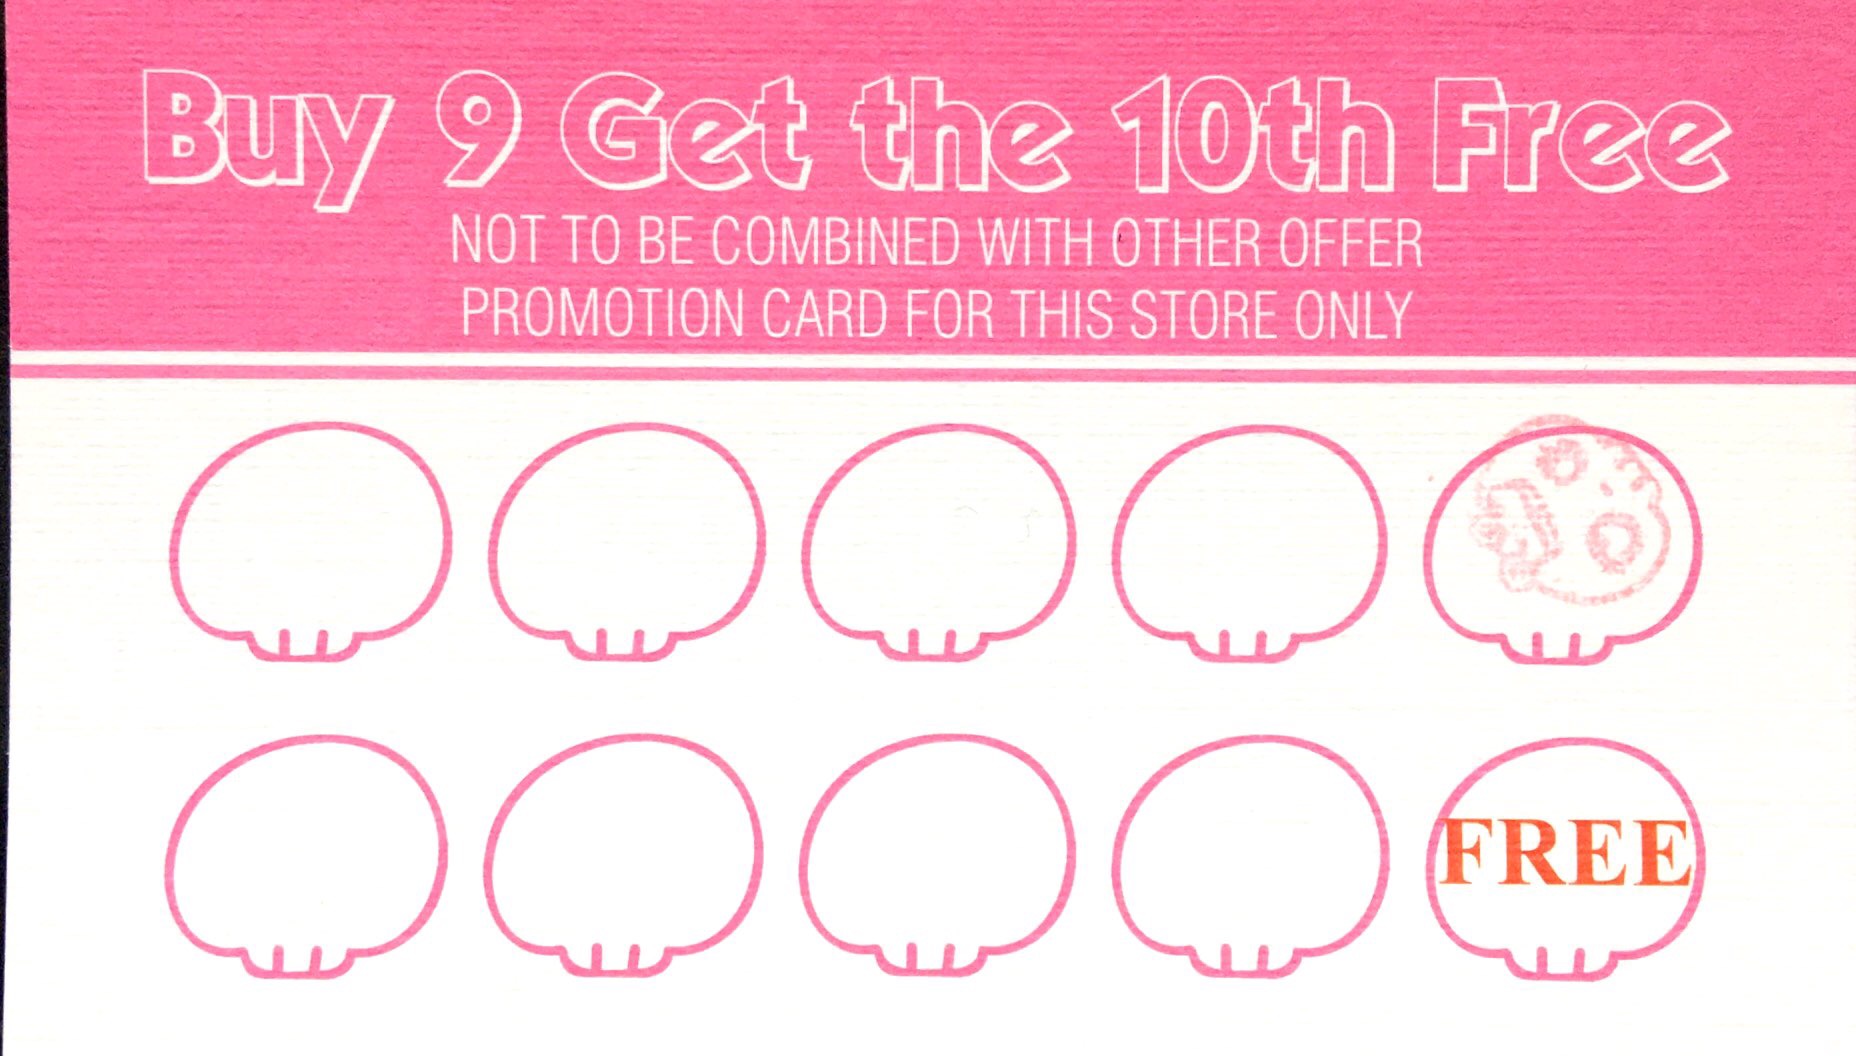 Buy 9 Get the 10th Free
NOT TO BE COMBINED WITH OTHER OFFER
PROMOTION CARD FOR THIS STORE ONLY
FREE